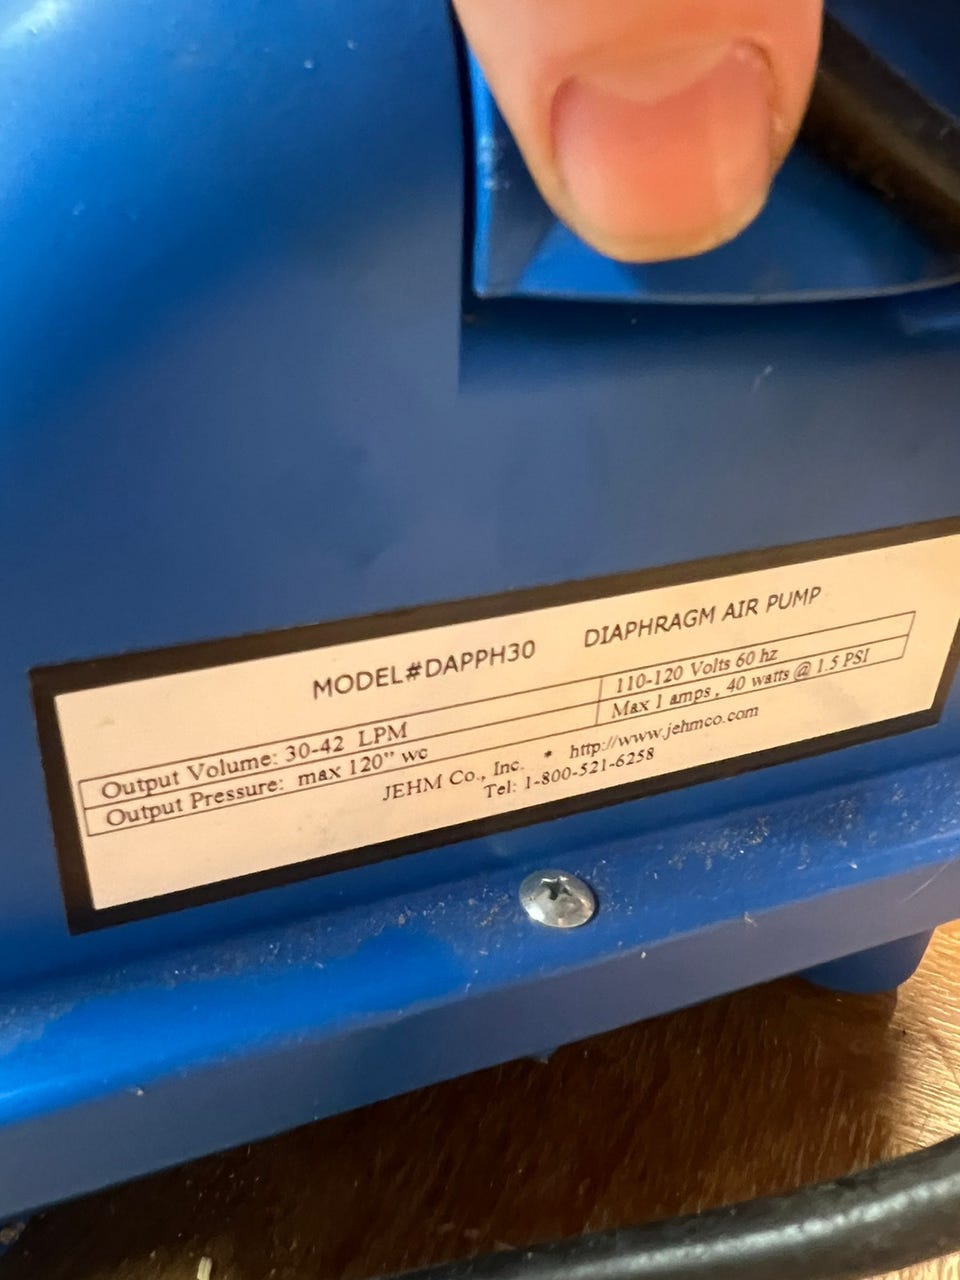 MODEL#DAPPH30 DIAPHRAGM AIR PUMP
Output Volume: 30-42 LPM 110-120 Volts 60 hz
Output Pressure: max 120" wc Max 1 amps, 40 watts @ 1.5 PSI
JEHM Co., Inc. * http://www.jehmco.com
Tel: 1-800-521-6258